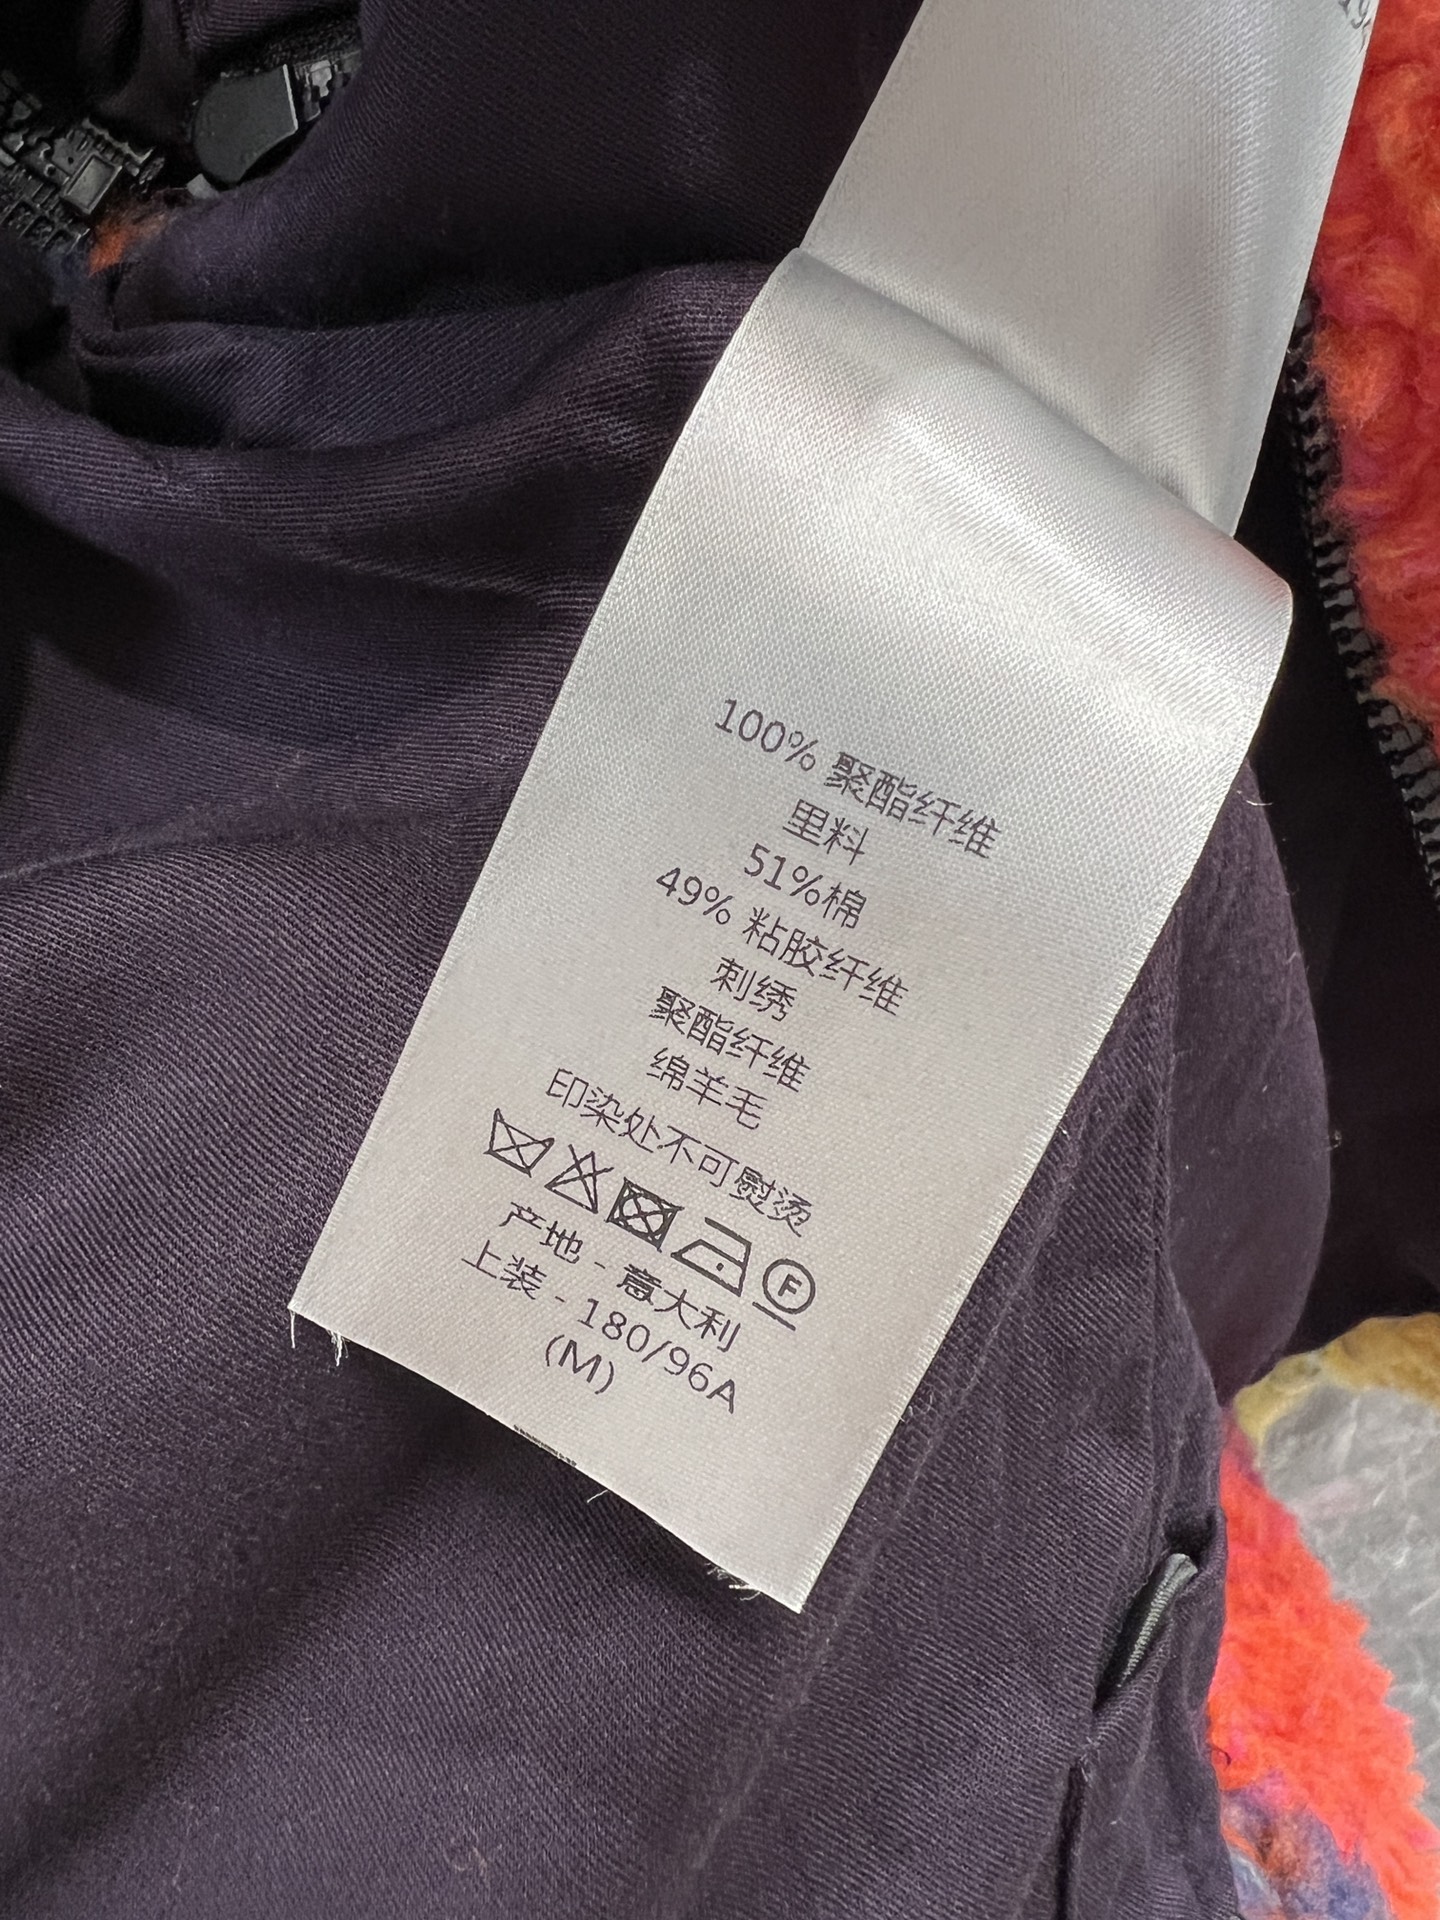 100% 聚酯纤维
里料
51%棉
49% 粘胶纤维
刺绣
聚酯纤维
绵羊毛
印染处不可熨烫
F
产地 - 意大利
上装 - 180/96A
(M)